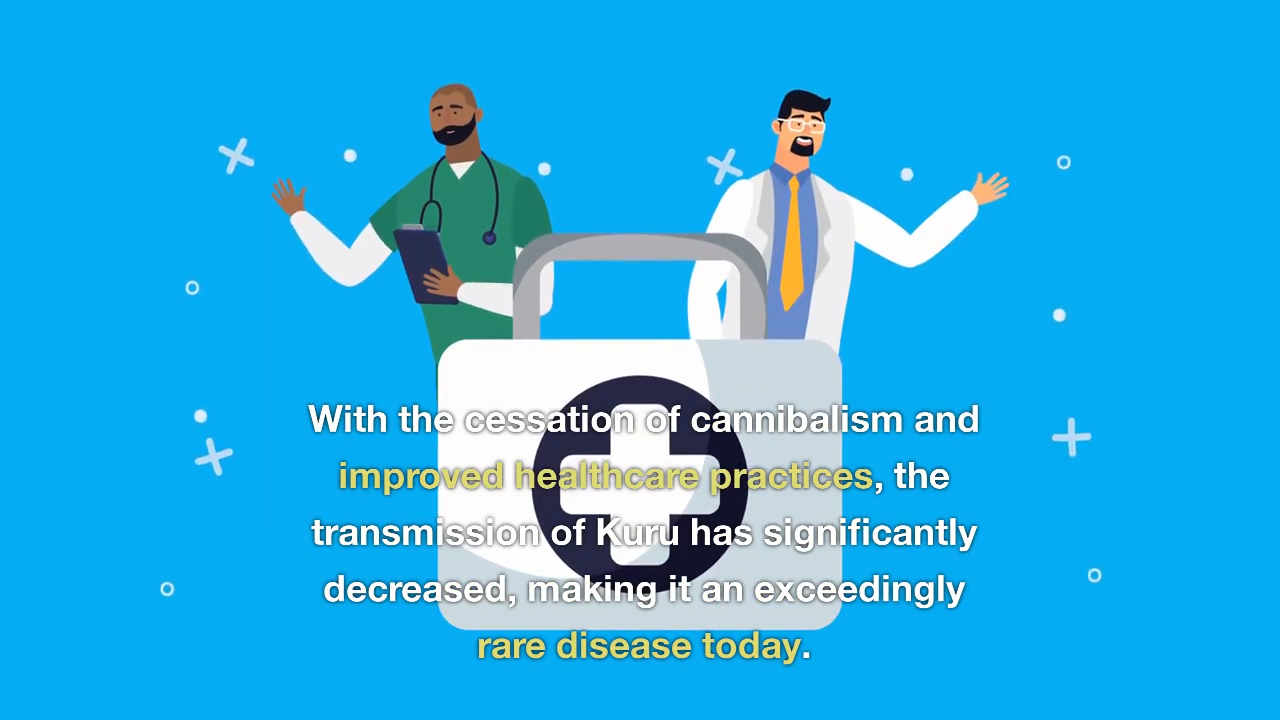 With the cessation of cannibalism and
improved healthcare practices, the
transmission of Kuru has significantly
decreased, making it an exceedingly
rare disease today.